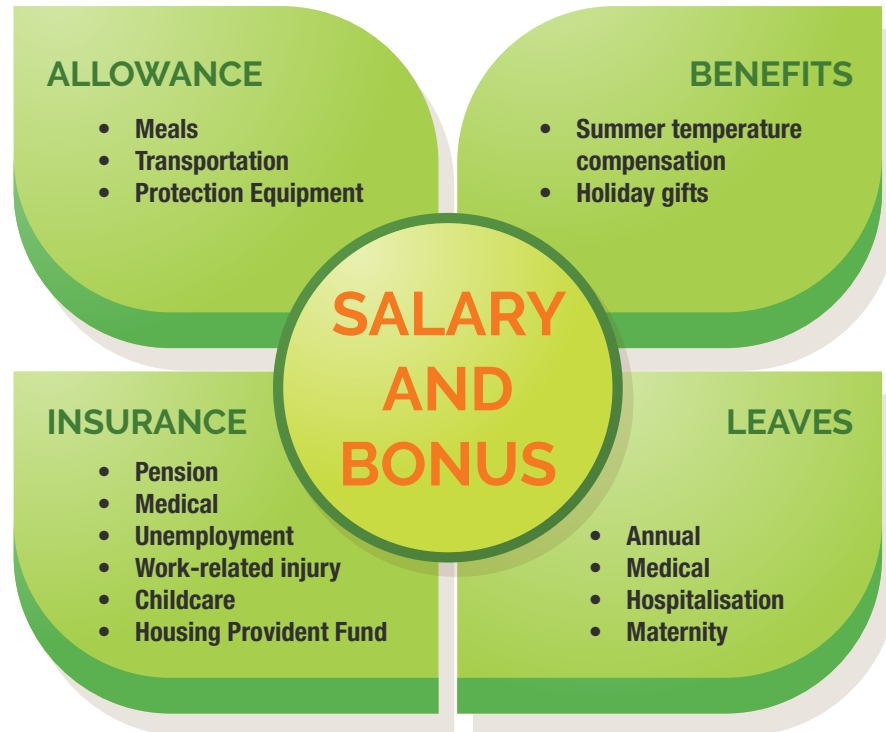 ALLOWANCE
• Meals
• Transportation
• Protection Equipment
BENEFITS
• Summer temperature
compensation
• Holiday gifts
SALARY
AND
BONUS
INSURANCE
• Pension
• Medical
• Unemployment
• Work-related injury
• Childcare
• Housing Provident Fund
LEAVES
• Annual
• Medical
• Hospitalisation
• Maternity